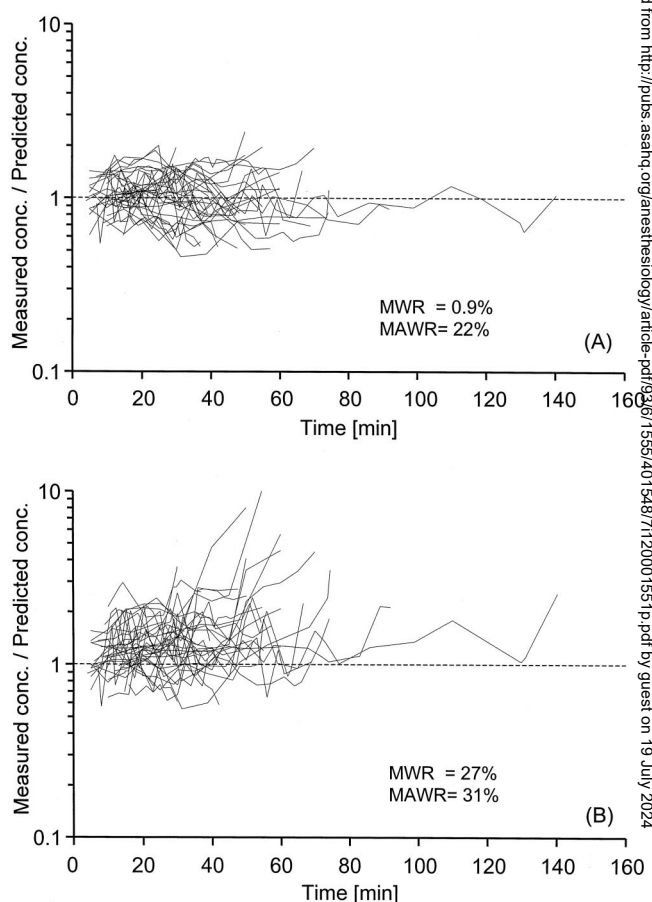 10
1
0.1
Measured conc. / Predicted conc.
MWR = 0.9%
MAWR= 22%
(A)
0 20 40 60 80 100 120 140 160
Time [min]
10
1
0.1
Measured conc. / Predicted conc.
MWR = 27%
MAWR= 31%
(B)
0 20 40 60 80 100 120 140 160
Time [min]
d from http://pubs.asahq.org/anesthesiology/article-pdf/93/6/1555/401548/7i120001551p.pdf by guest on 19 July 2024